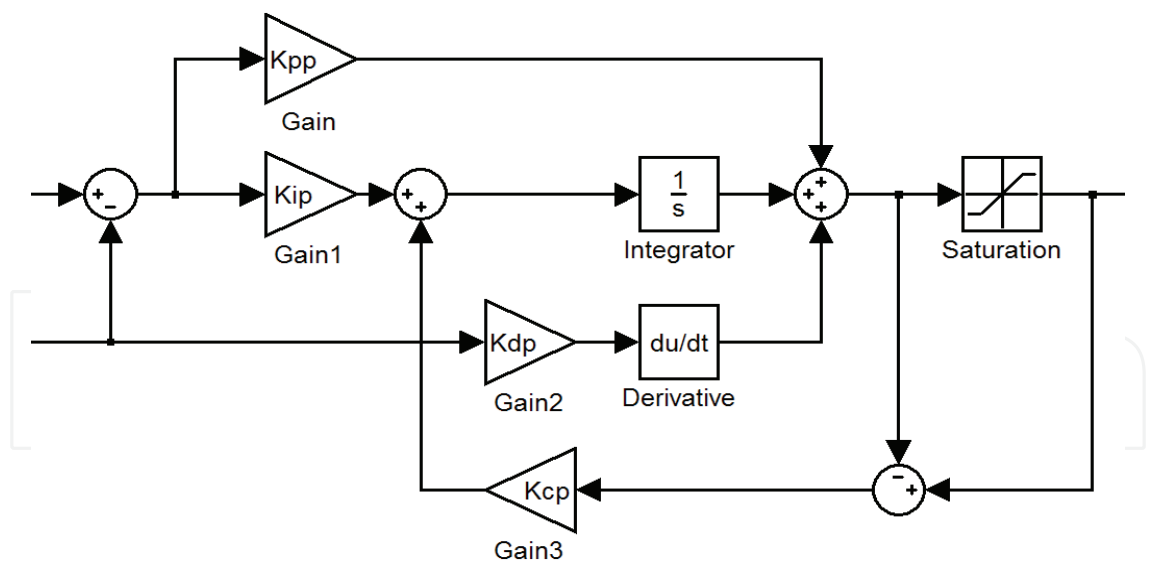 Kpp
Gain
+
−
Kip
Gain1
+
+
1
s
Integrator
+
+
+
Saturation
Kdp
Gain2
du/dt
Derivative
Kcp
Gain3
−
+